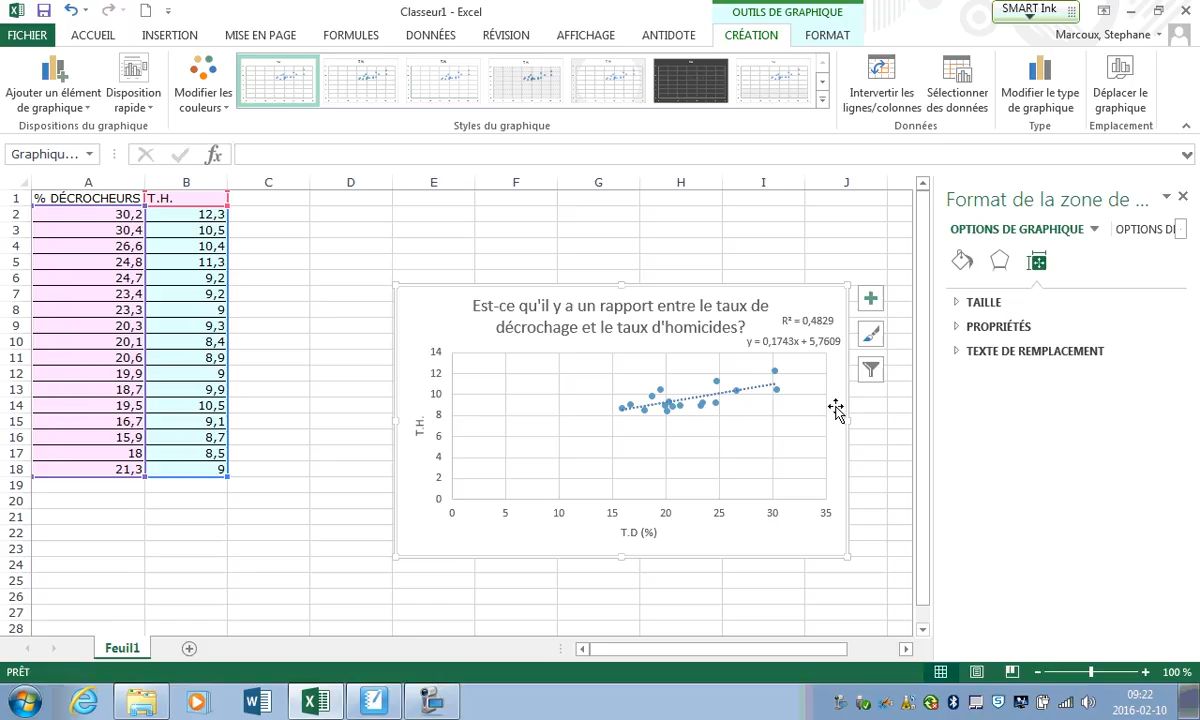 Classeur1 - Excel
OUTILS DE GRAPHIQUE
SMART Ink
FICHIER ACCUEIL INSERTION MISE EN PAGE FORMULES DONNÉES RÉVISION AFFICHAGE ANTIDOTE CRÉATION FORMAT
Marcoux, Stephane
Ajouter un élément de graphique
Disposition rapide
Modifier les couleurs
Intervertir les lignes/colonnes
Sélectionner des données
Modifier le type de graphique
Déplacer le graphique
Dispositions du graphique Styles du graphique Données Type Emplacement
Graphiqu... fx
A B C D E F G H I J
1 % DÉCROCHEURS T.H.
2 30,2 12,3
3 30,4 10,5
4 26,6 10,4
5 24,8 11,3
6 24,7 9,2
7 23,4 9,2
8 23,3 9
9 20,3 9,3
10 20,1 8,4
11 20,6 8,9
12 19,9 9
13 18,7 9,9
14 19,5 10,5
15 16,7 9,1
16 15,9 8,7
17 18 8,5
18 21,3 9
19
20
21
22
23
24
25
26
27
28
Est-ce qu'il y a un rapport entre le taux de
décrochage et le taux d'homicides?
R² = 0,4829
y = 0,1743x + 5,7609
14
12
10
8
6
4
2
0
T.H.
0 5 10 15 20 25 30 35
T.D (%)
Format de la zone de ...
OPTIONS DE GRAPHIQUE OPTIONS D
TAILLE
PROPRIÉTÉS
TEXTE DE REMPLACEMENT
Feuil1
PRÊT
100 %
09:22
2016-02-10